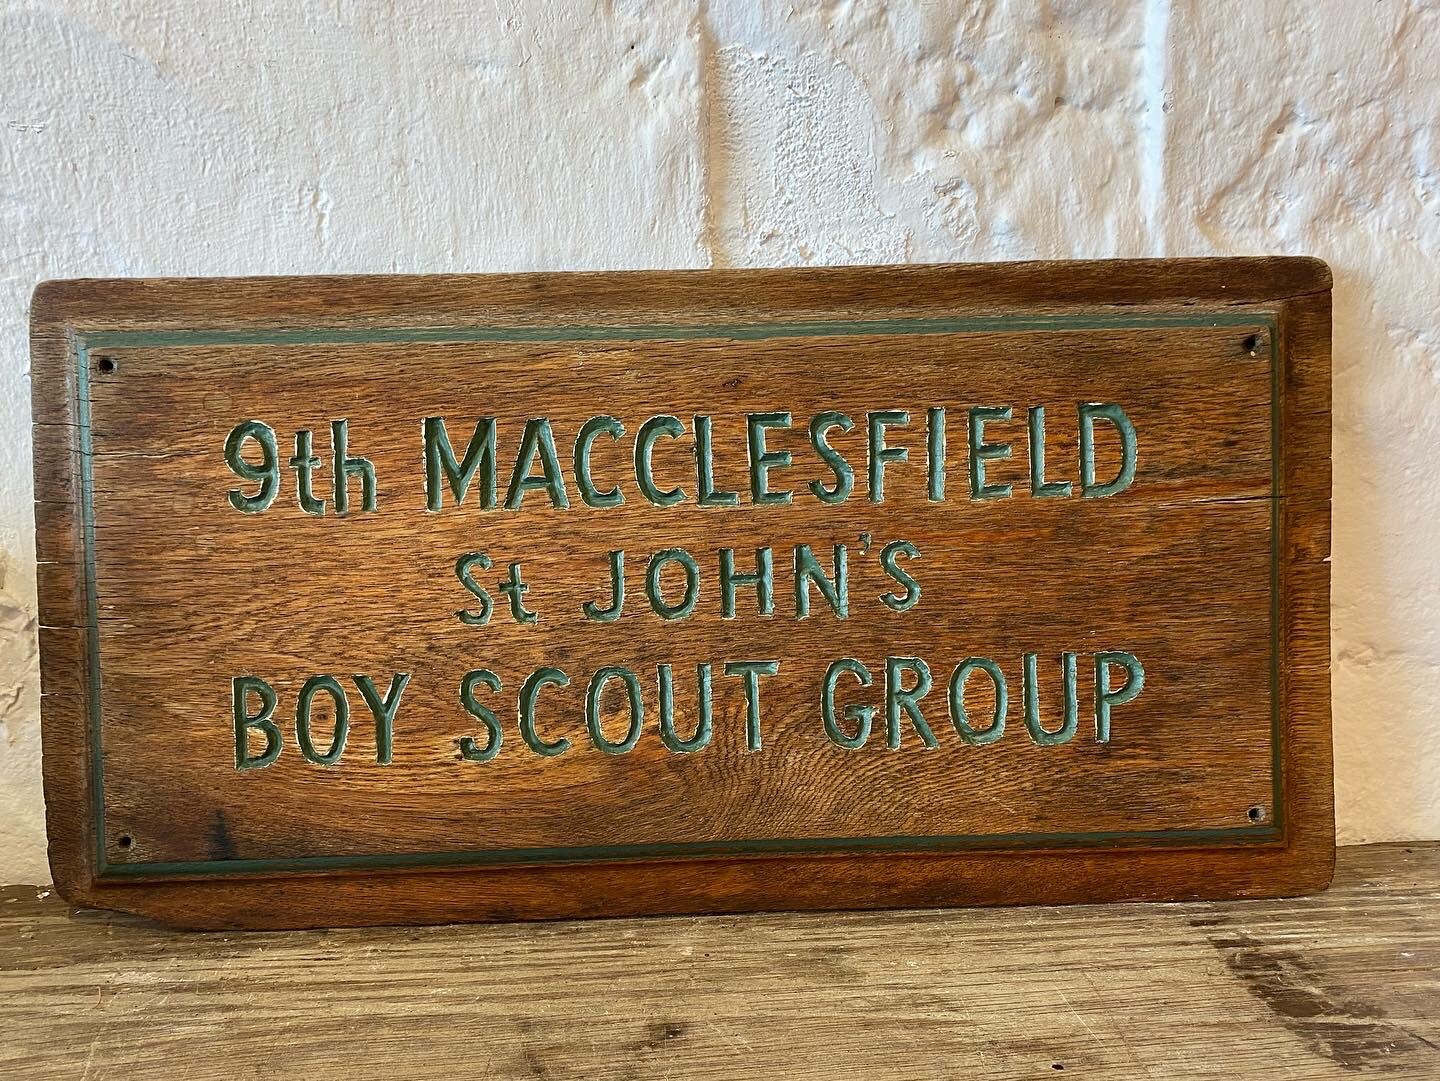 9th MACCLESFIELD
St JOHN'S
BOY SCOUT GROUP